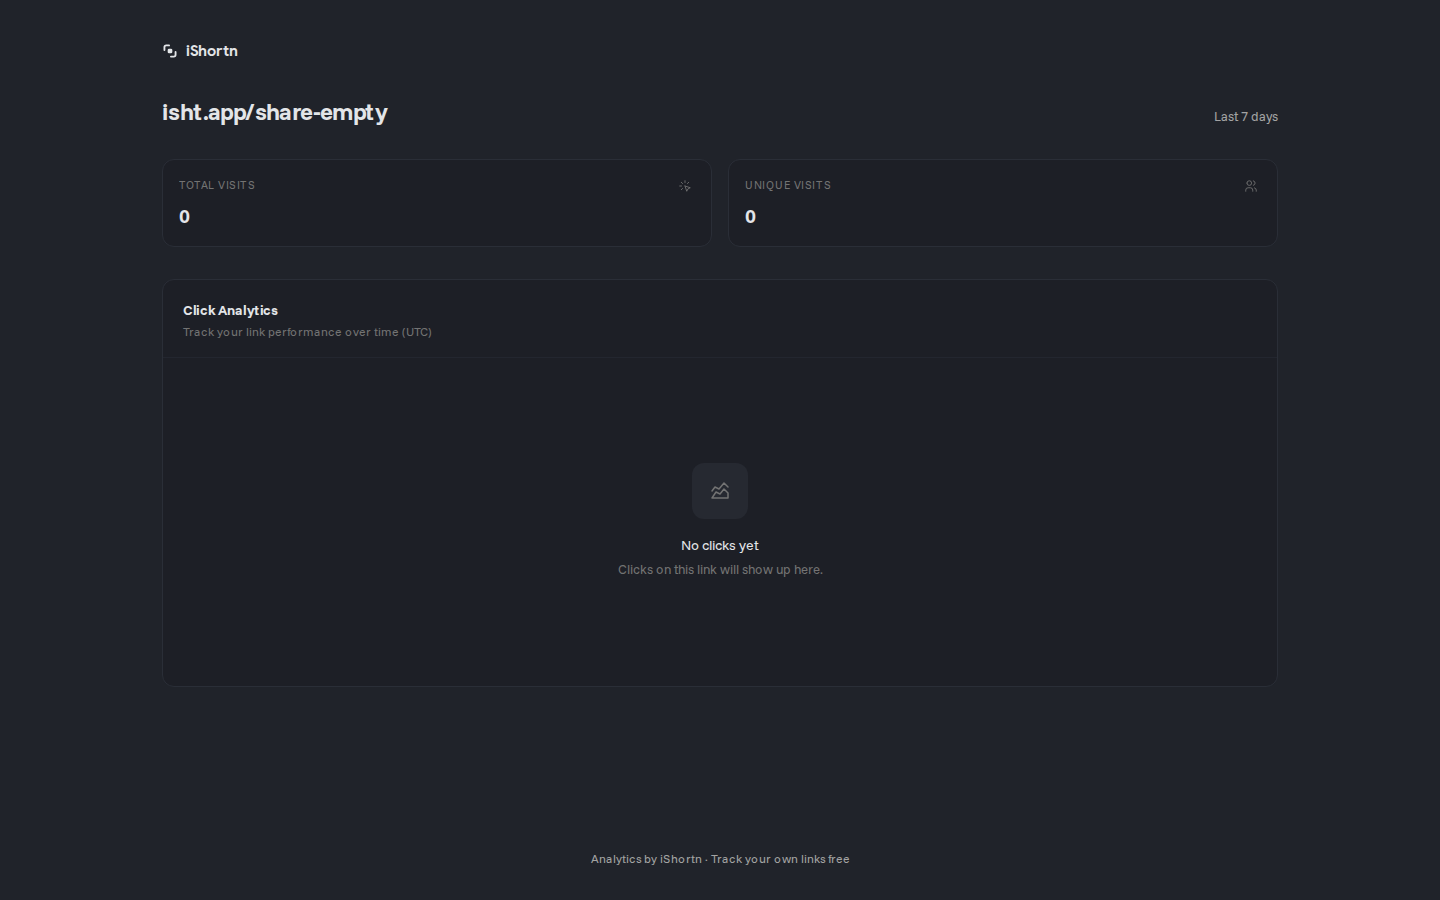 iShortn
isht.app/share-empty
Last 7 days
TOTAL VISITS
0
UNIQUE VISITS
0
Click Analytics
Track your link performance over time (UTC)
No clicks yet
Clicks on this link will show up here.
Analytics by iShortn · Track your own links free